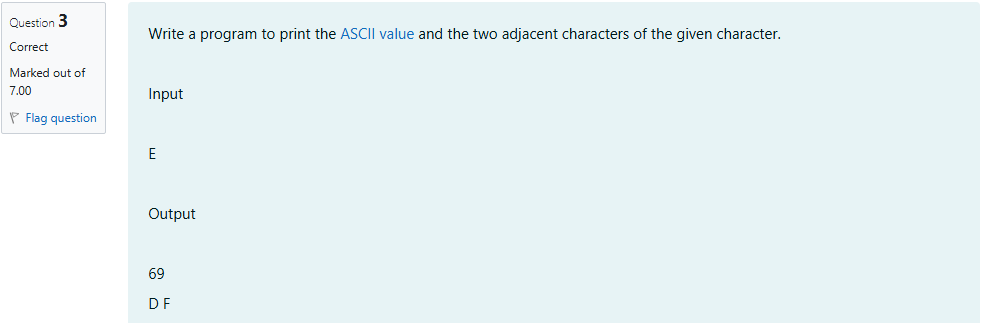 Question 3
Correct
Marked out of
7.00
Flag question
Write a program to print the ASCII value and the two adjacent characters of the given character.
Input
E
Output
69
D F